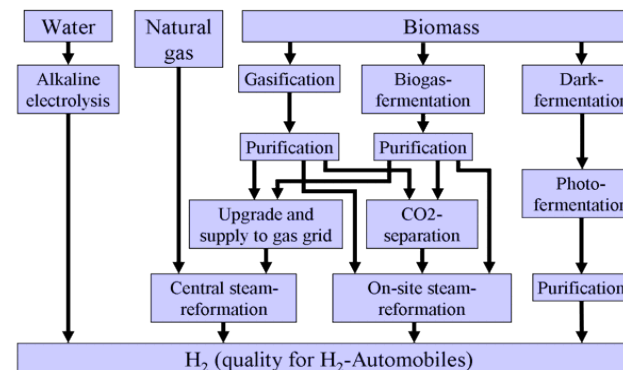 Water
Natural
gas
Biomass
Alkaline
electrolysis
Gasification
Biogas-
fermentation
Dark-
fermentation
Purification
Purification
Photo-
fermentation
Upgrade and
supply to gas grid
CO2-
separation
Central steam-
reformation
On-site steam-
reformation
Purification
H₂ (quality for H₂-Automobiles)